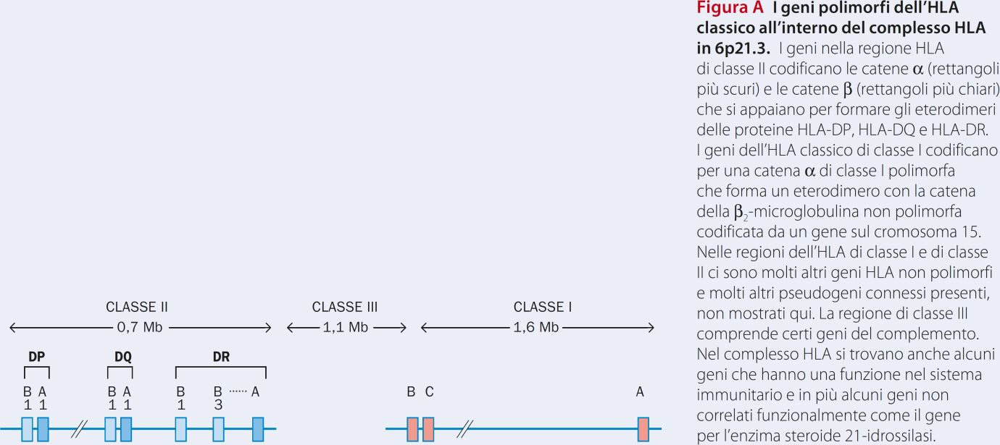 Figura A I geni polimorfi dell’HLA
classico all’interno del complesso HLA
in 6p21.3. I geni nella regione HLA
di classe II codificano le catene α (rettangoli
più scuri) e le catene β (rettangoli più chiari)
che si appaiano per formare gli eterodimeri
delle proteine HLA-DP, HLA-DQ e HLA-DR.
I geni dell’HLA classico di classe I codificano
per una catena α di classe I polimorfa
che forma un eterodimero con la catena
della β₂-microglobulina non polimorfa
codificata da un gene sul cromosoma 15.
Nelle regioni dell’HLA di classe I e di classe
II ci sono molti altri geni HLA non polimorfi
e molti altri pseudogeni connessi presenti,
non mostrati qui. La regione di classe III
comprende certi geni del complemento.
Nel complesso HLA si trovano anche alcuni
geni che hanno una funzione nel sistema
immunitario e in più alcuni geni non
correlati funzionalmente come il gene
per l’enzima steroide 21-idrossilasi.
CLASSE II CLASSE III CLASSE I
0,7 Mb 1,1 Mb 1,6 Mb
DP DQ DR
B A B A B B ...... A B C A
1 1 1 1 1 3